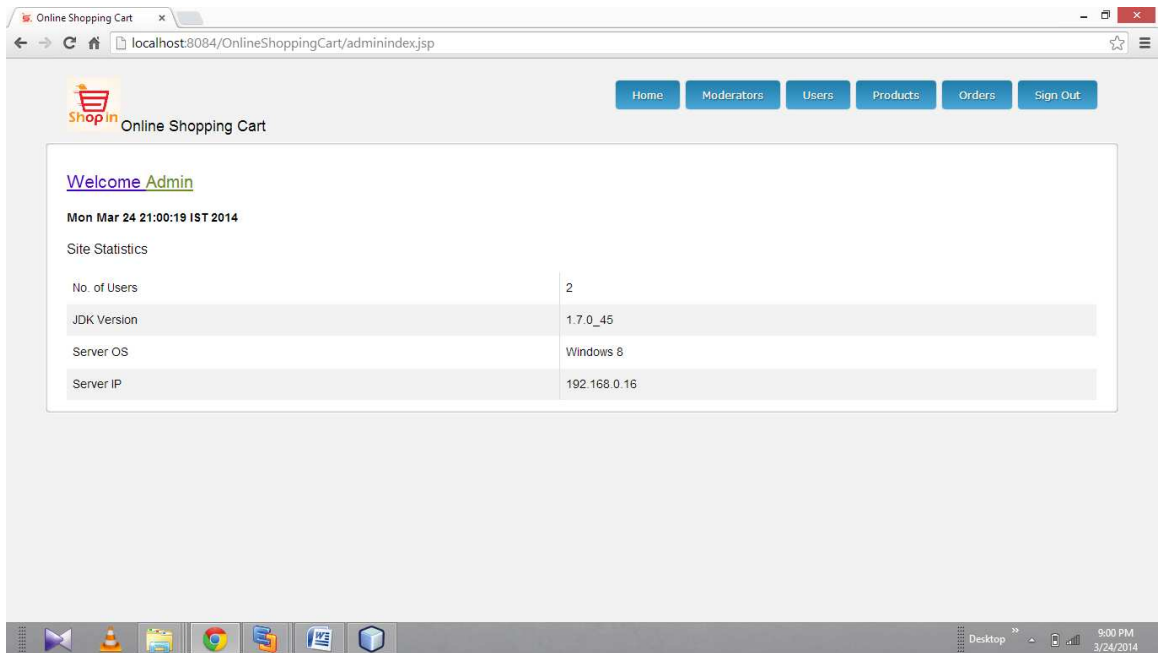 Online Shopping Cart
localhost:8084/OnlineShoppingCart/adminindex.jsp
Shop in
Online Shopping Cart
Home Moderators Users Products Orders Sign Out
Welcome Admin
Mon Mar 24 21:00:19 IST 2014
Site Statistics
No. of Users 2
JDK Version 1.7.0_45
Server OS Windows 8
Server IP 192.168.0.16
Desktop
9:00 PM
3/24/2014